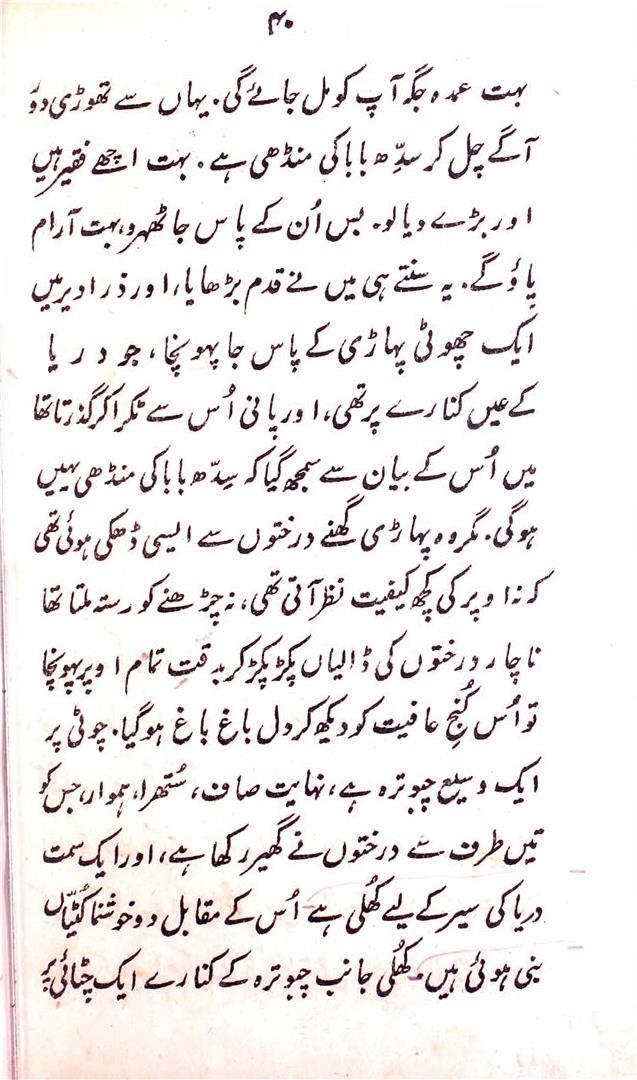 ۴۰
بہت عمدہ جگہ آپ کو مل جائے گی۔ یہاں سے تھوڑی دوٗر
آگے چل کر سِدّھ بابا کی منڈھی ہے۔ بہت اچھے فقیر ہیں
اور بڑے دیالو۔ بس اُن کے پاس جا ٹھہرو، بہت آرام
پاؤ گے۔ یہ سنتے ہی میں نے قدم بڑھایا، اور ذرا دیر میں
ایک چھوٹی پہاڑی کے پاس جا پہونچا، جو دریا
کے عین کنارے پر تھی، اور پانی اُس سے ٹکرا کر گذرتا تھا
میں اُس کے بیان سے سمجھ گیا کہ سِدّھ بابا کی منڈھی یہیں
ہوگی۔ مگر وہ پہاڑی گھنے درختوں سے ایسی ڈھکی ہوئی تھی
کہ نہ اوپر کی کچھ کیفیت نظر آتی تھی، نہ چڑھنے کو رستہ ملتا تھا
ناچار درختوں کی ڈالیاں پکڑ پکڑ کر بدقت تمام اوپر پہونچا
تو اُس کُنجِ عافیت کو دیکھ کر دل باغ باغ ہوگیا۔ چوٹی پر
ایک وسیع چبوترہ ہے، نہایت صاف، سُتھرا، ہموار، جس کو
تین طرف سے درختوں نے گھیر رکھا ہے، اور ایک سمت
دریا کی سیر کے لیے کھُلی ہے اُس کے مقابل دو خوشنما کُٹیّاں
بنی ہوئی ہیں۔ کھُلی جانب چبوترہ کے کنارے ایک چٹائی پر